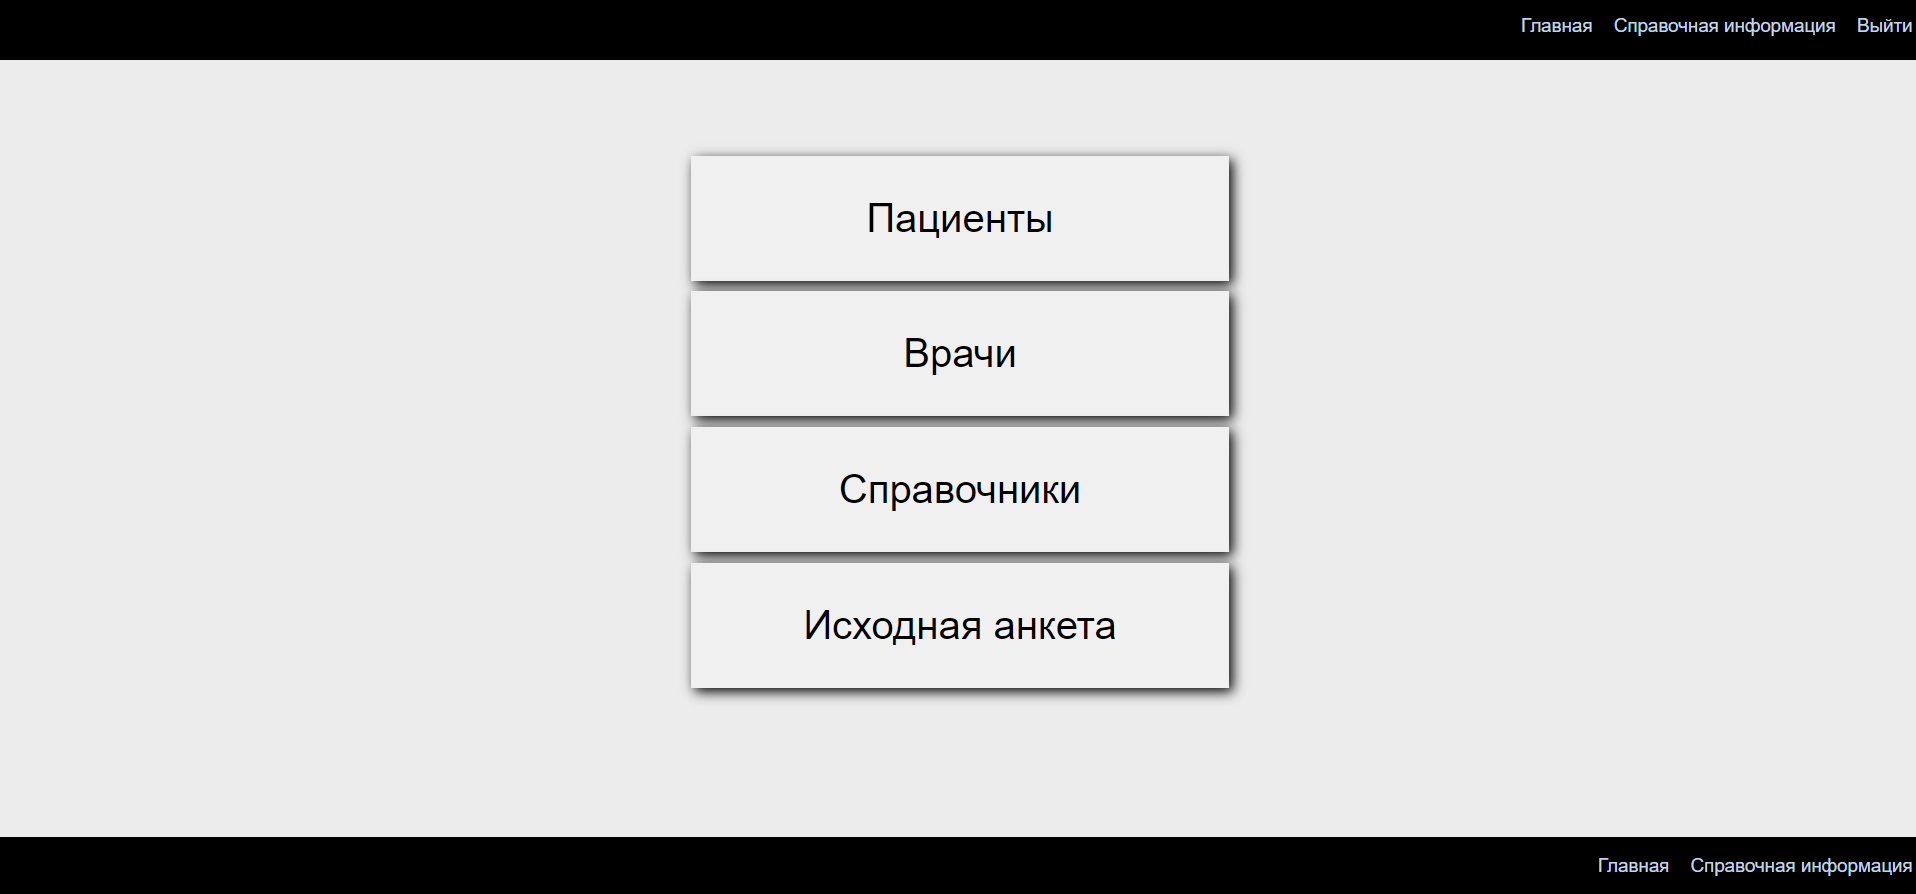 Главная Справочная информация Выйти
Пациенты
Врачи
Справочники
Исходная анкета
Главная Справочная информация